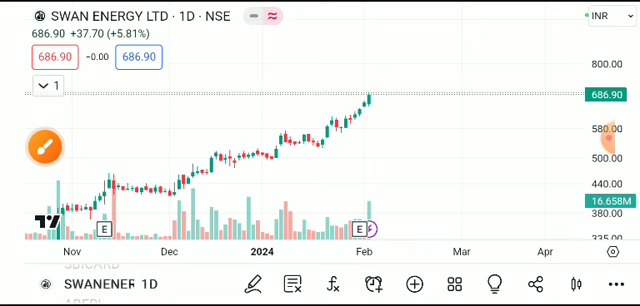 SWAN ENERGY LTD · 1D · NSE
INR
686.90 +37.70 (+5.81%)
686.90 −0.00 686.90
1
800.00
686.90
580.00
500.00
440.00
16.658M
380.00
335.00
E E
Nov Dec 2024 Feb Mar Apr
SBICARD
SWANENER 1D